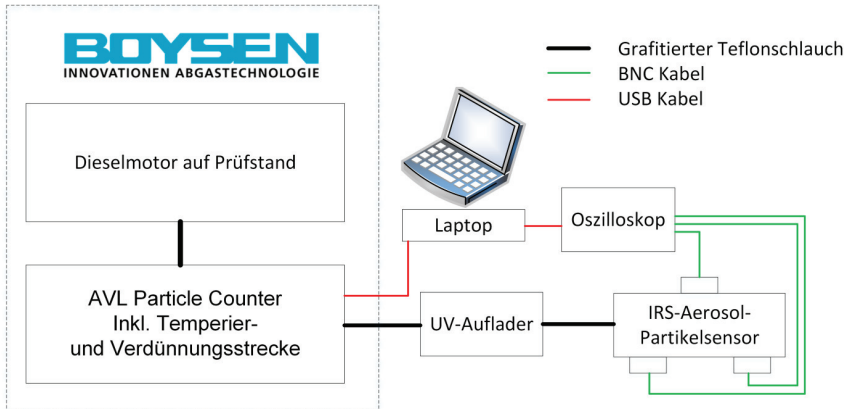 BOYSEN
INNOVATIONEN ABGASTECHNOLOGIE
Grafitierter Teflonschlauch
BNC Kabel
USB Kabel
Dieselmotor auf Prüfstand
Laptop
Oszilloskop
AVL Particle Counter
Inkl. Temperier-
und Verdünnungsstrecke
UV-Auflader
IRS-Aerosol-
Partikelsensor